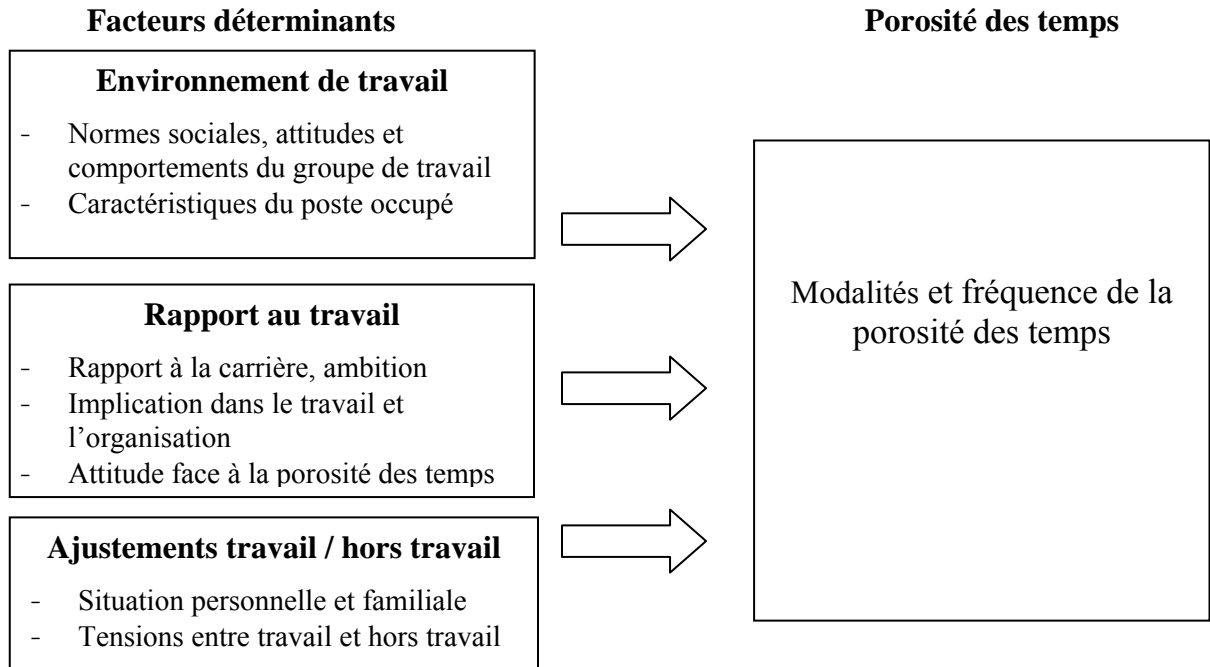 Facteurs déterminants
Porosité des temps
Environnement de travail
- Normes sociales, attitudes et
comportements du groupe de travail
- Caractéristiques du poste occupé
Rapport au travail
- Rapport à la carrière, ambition
- Implication dans le travail et
l’organisation
- Attitude face à la porosité des temps
Ajustements travail / hors travail
- Situation personnelle et familiale
- Tensions entre travail et hors travail
Modalités et fréquence de la
porosité des temps